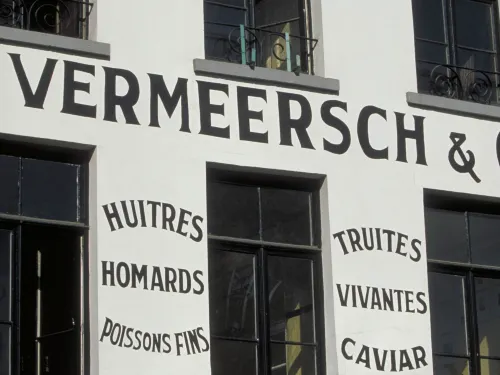 VERMEERSCH &
HUITRES
HOMARDS
POISSONS FINS
TRUITES
VIVANTES
CAVIAR